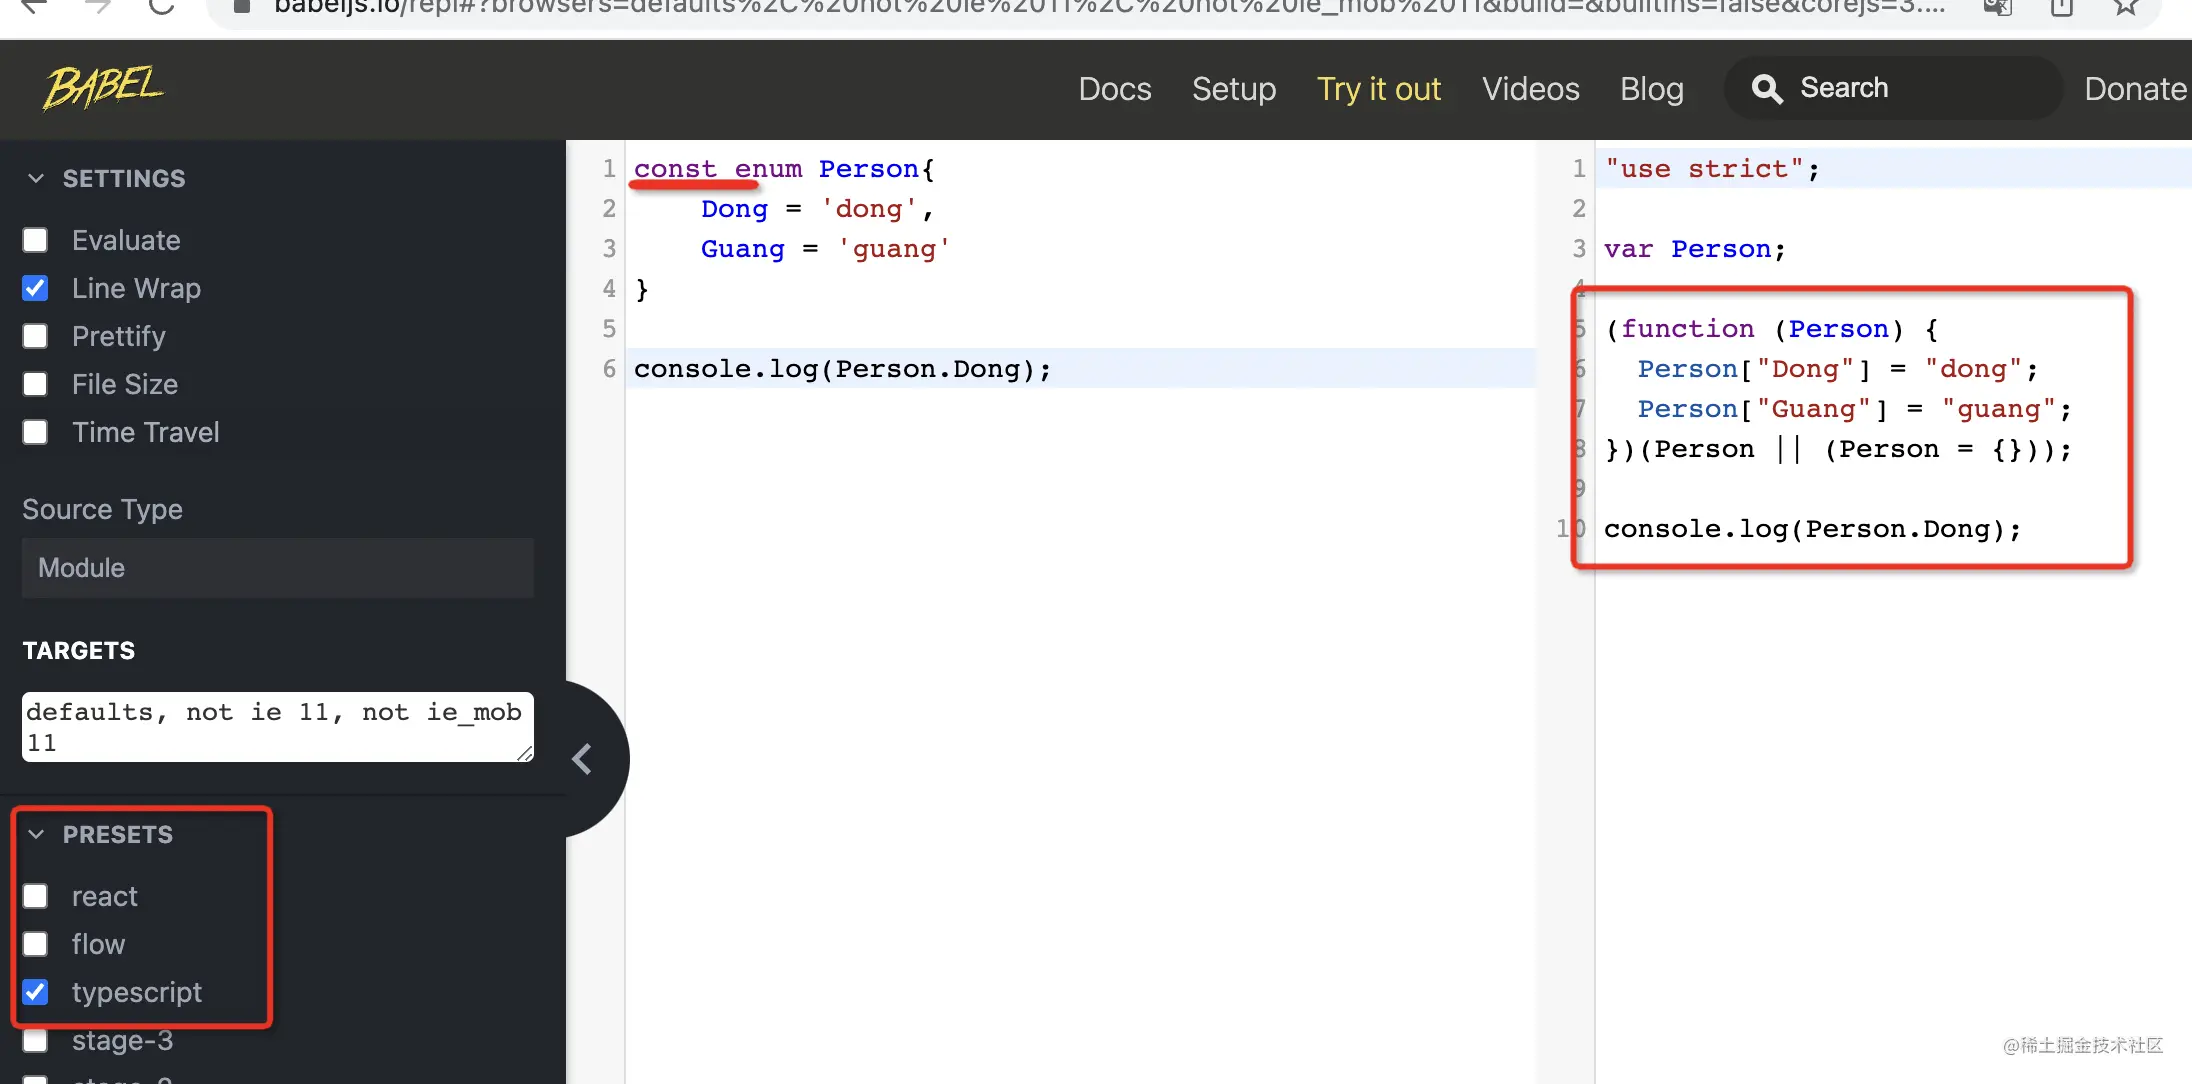 babeljs.io/repl#?browsers=defaults%2C%20not%20ie%2011%2C%20not%20ie_mob%2011&build=&builtIns=false&corejs=3....
BABEL
Docs Setup Try it out Videos Blog Search Donate
SETTINGS
Evaluate
Line Wrap
Prettify
File Size
Time Travel
Source Type
Module
TARGETS
defaults, not ie 11, not ie_mob
11
PRESETS
react
flow
typescript
stage-3
1 const enum Person{
2     Dong = 'dong',
3     Guang = 'guang'
4 }
5
6 console.log(Person.Dong);
1 "use strict";
2
3 var Person;
4
5 (function (Person) {
6   Person["Dong"] = "dong";
7   Person["Guang"] = "guang";
8 })(Person || (Person = {}));
9
10 console.log(Person.Dong);
@稀土掘金技术社区